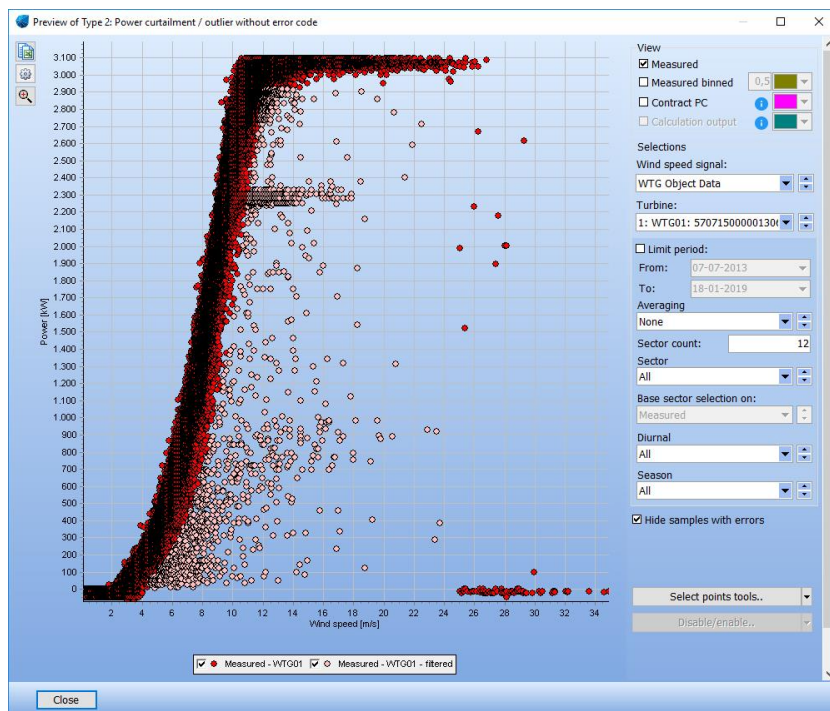 Preview of Type 2: Power curtailment / outlier without error code
3.100
3.000
2.900
2.800
2.700
2.600
2.500
2.400
2.300
2.200
2.100
2.000
1.900
1.800
1.700
1.600
1.500
1.400
1.300
1.200
1.100
1.000
900
800
700
600
500
400
300
200
100
0
Power [kW]
2 4 6 8 10 12 14 16 18 20 22 24 26 28 30 32 34
Wind speed [m/s]
Measured - WTG01 Measured - WTG01 - filtered
View
Measured
Measured binned 0,5
Contract PC
Calculation output
Selections
Wind speed signal:
WTG Object Data
Turbine:
1: WTG01: 57071500000130
Limit period:
From: 07-07-2013
To: 18-01-2019
Averaging
None
Sector count: 12
Sector
All
Base sector selection on:
Measured
Diurnal
All
Season
All
Hide samples with errors
Select points tools..
Disable/enable..
Close